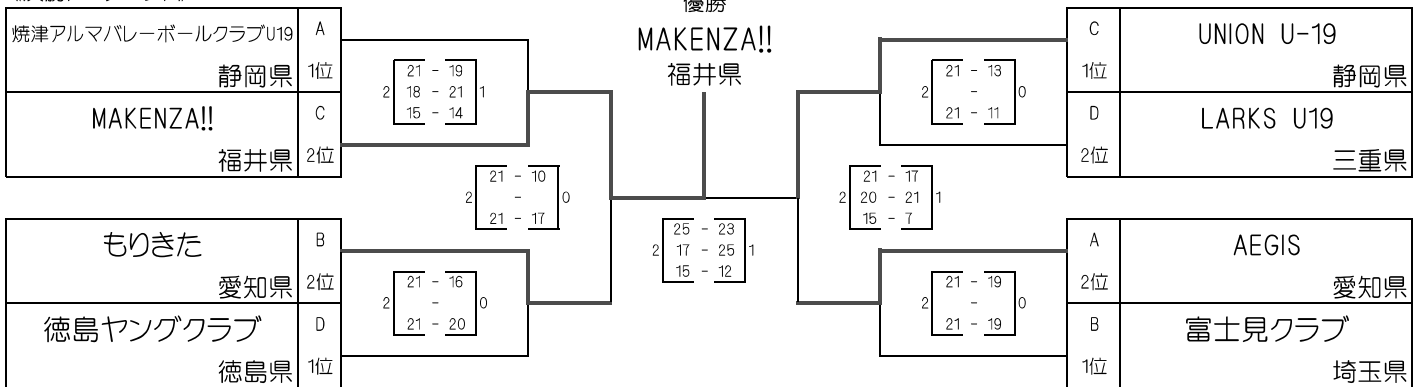 優勝
MAKENZA!!
福井県
焼津アルマバレーボールクラブU19
静岡県
A
1位
MAKENZA!!
福井県
C
2位
2
21 - 19
18 - 21
15 - 14
1
もりきた
愛知県
B
2位
徳島ヤングクラブ
徳島県
D
1位
2
21 - 16
-
21 - 20
0
2
21 - 10
-
21 - 17
0
2
25 - 23
17 - 25
15 - 12
1
C
1位
UNION U-19
静岡県
D
2位
LARKS U19
三重県
2
21 - 13
-
21 - 11
0
2
21 - 17
20 - 21
15 - 7
1
A
2位
AEGIS
愛知県
B
1位
富士見クラブ
埼玉県
2
21 - 19
-
21 - 19
0